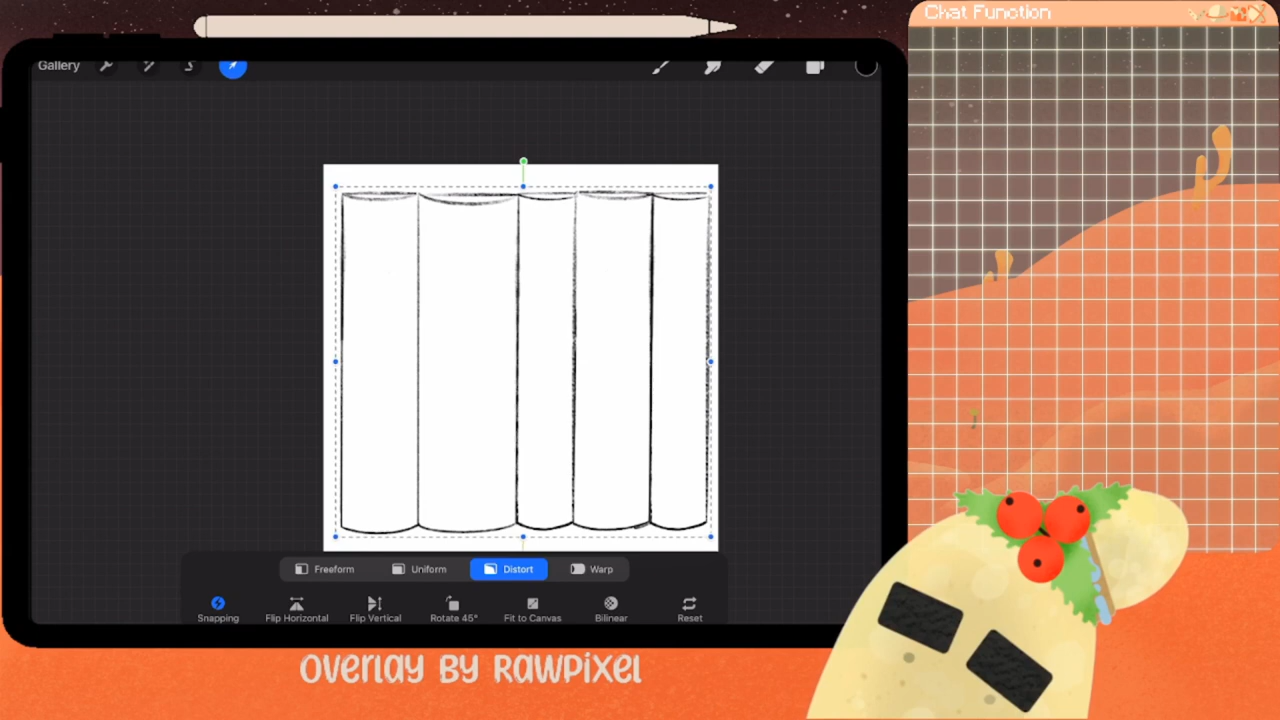 Chat Function
Gallery
Freeform Uniform Distort Warp
Snapping Flip Horizontal Flip Vertical Rotate 45° Fit to Canvas Bilinear Reset
Overlay by Rawpixel